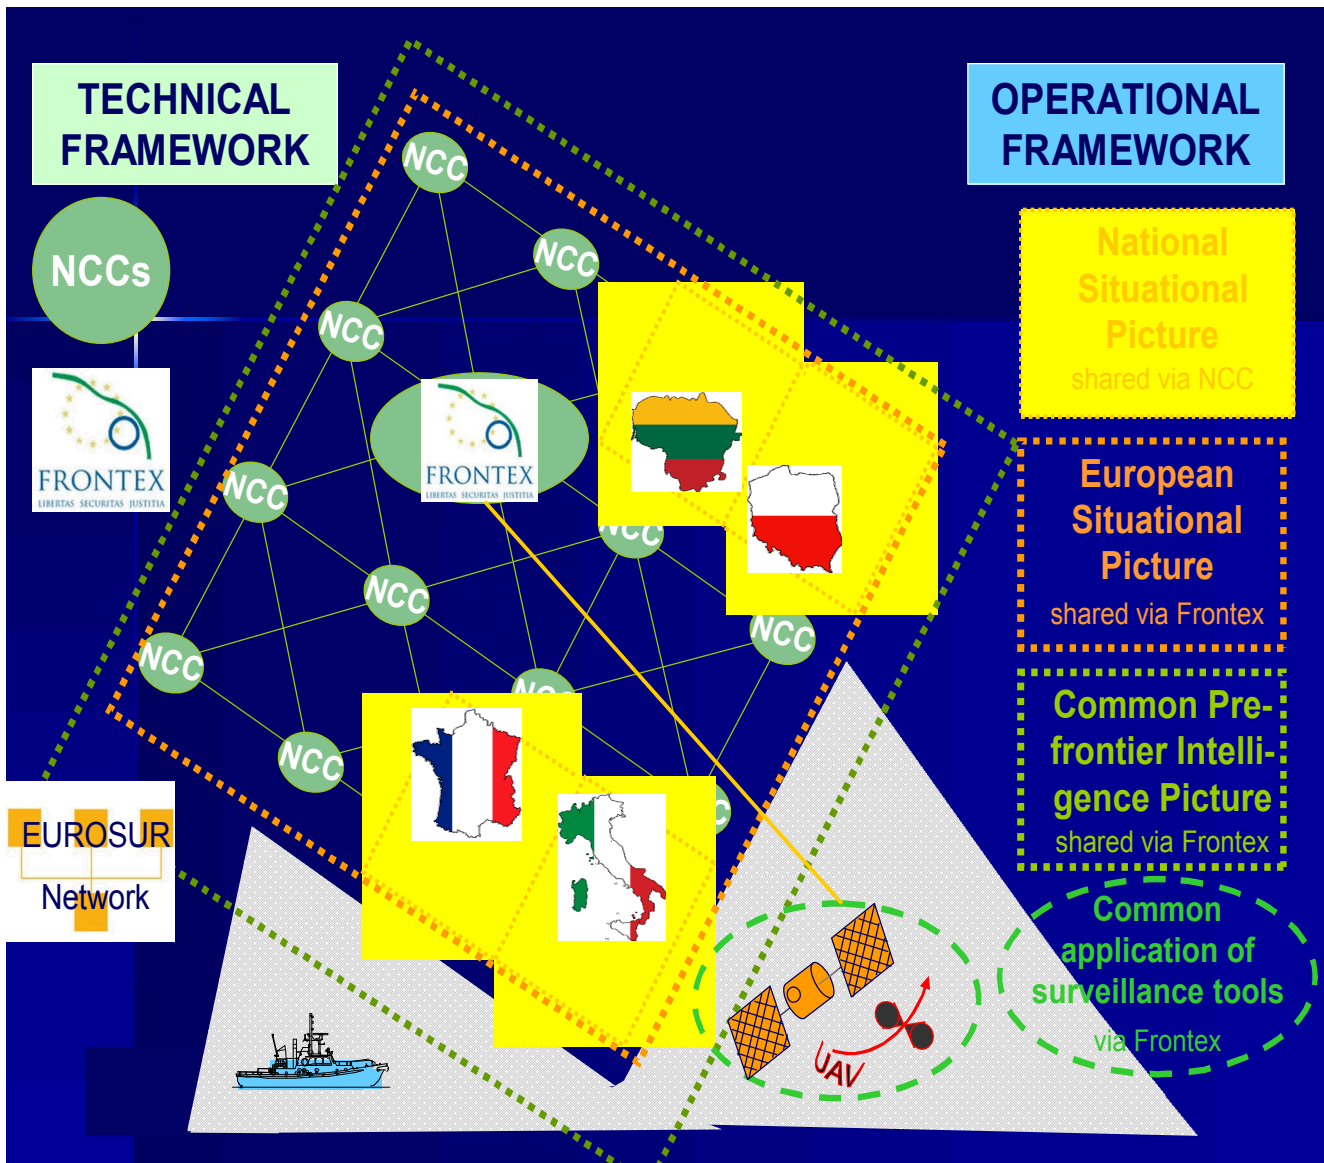 TECHNICAL
FRAMEWORK
OPERATIONAL
FRAMEWORK
NCC
NCCs
NCC
National
Situational
Picture
shared via NCC
NCC
FRONTEX
LIBERTAS SECURITAS JUSTITIA
FRONTEX
LIBERTAS SECURITAS JUSTITIA
European
Situational
Picture
shared via Frontex
NCC
NCC
NCC
NCC
NCC
NCC
NCC
Common Pre-
frontier Intelli-
gence Picture
shared via Frontex
EUROSUR
Network
Common
application of
surveillance tools
via Frontex
UAV